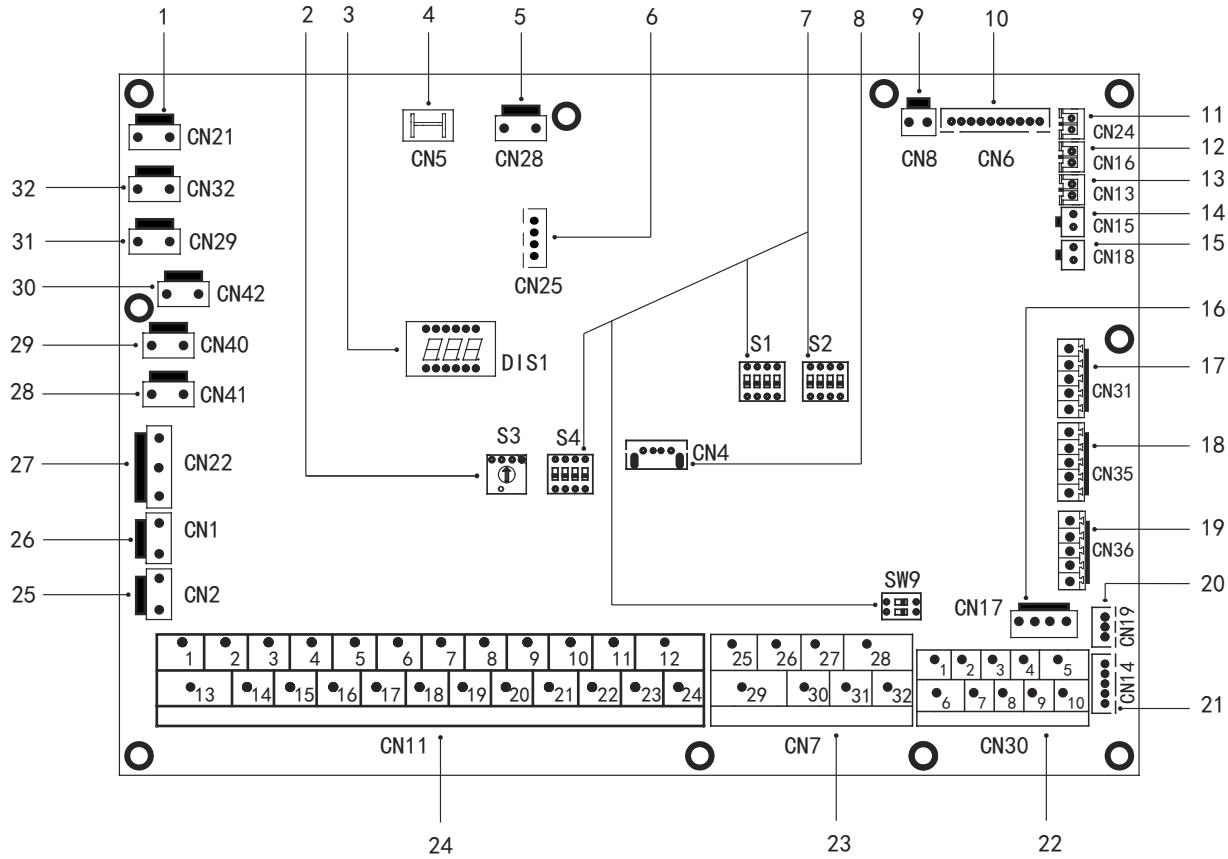 1 2 3 4 5 6 7 8 9 10
CN21 CN5 CN28 CN8 CN6 CN24 11
CN16 12
32 CN32 CN13 13
31 CN29 CN15 14
CN25 6 CN18 15
30 CN42
16
29 CN40 3 DIS1 S1 S2
CN31 17
28 CN41
S3 S4 CN4 8 18
27 CN22 CN35
2
26 CN1 CN36 19
25 CN2 SW9 CN17 20
CN19
1 2 3 4 5 6 7 8 9 10 11 12 25 26 27 28 1 2 3 4 5
13 14 15 16 17 18 19 20 21 22 23 24 29 30 31 32 6 7 8 9 10 CN14 21
CN11 CN7 CN30
24 23 22